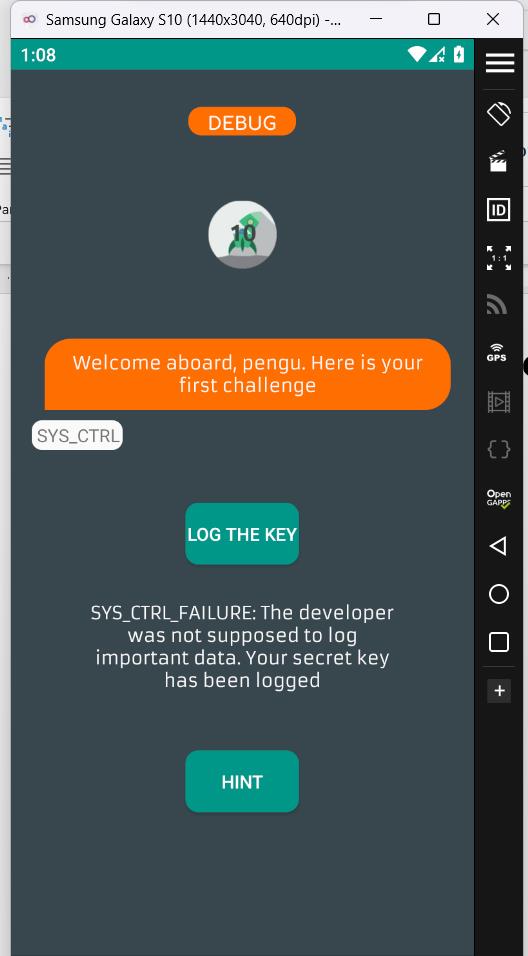 Samsung Galaxy S10 (1440x3040, 640dpi) -...
1:08
DEBUG
10
Welcome aboard, pengu. Here is your
first challenge
SYS_CTRL
LOG THE KEY
SYS_CTRL_FAILURE: The developer
was not supposed to log
important data. Your secret key
has been logged
HINT
ID
1:1
GPS
Open
GAPPS